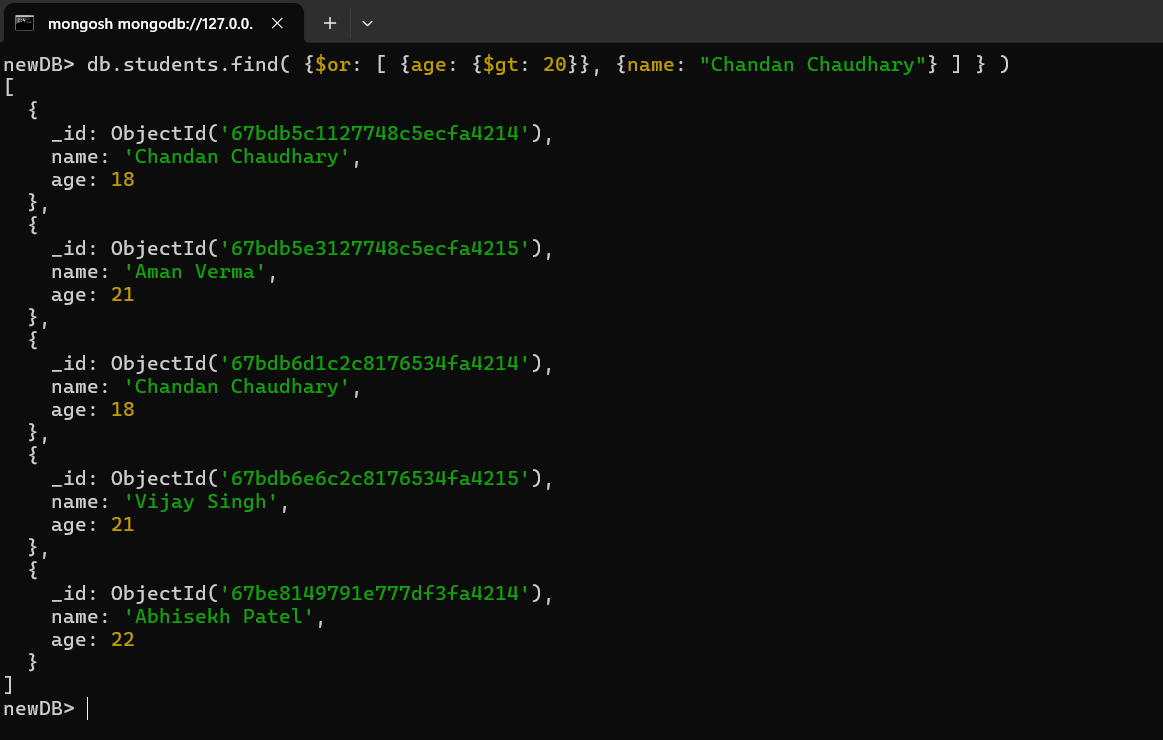 mongosh mongodb://127.0.0.
newDB> db.students.find( {$or: [ {age: {$gt: 20}}, {name: "Chandan Chaudhary"} ] } )
[
  {
    _id: ObjectId('67bdb5c1127748c5ecfa4214'),
    name: 'Chandan Chaudhary',
    age: 18
  },
  {
    _id: ObjectId('67bdb5e3127748c5ecfa4215'),
    name: 'Aman Verma',
    age: 21
  },
  {
    _id: ObjectId('67bdb6d1c2c8176534fa4214'),
    name: 'Chandan Chaudhary',
    age: 18
  },
  {
    _id: ObjectId('67bdb6e6c2c8176534fa4215'),
    name: 'Vijay Singh',
    age: 21
  },
  {
    _id: ObjectId('67be8149791e777df3fa4214'),
    name: 'Abhisekh Patel',
    age: 22
  }
]
newDB>